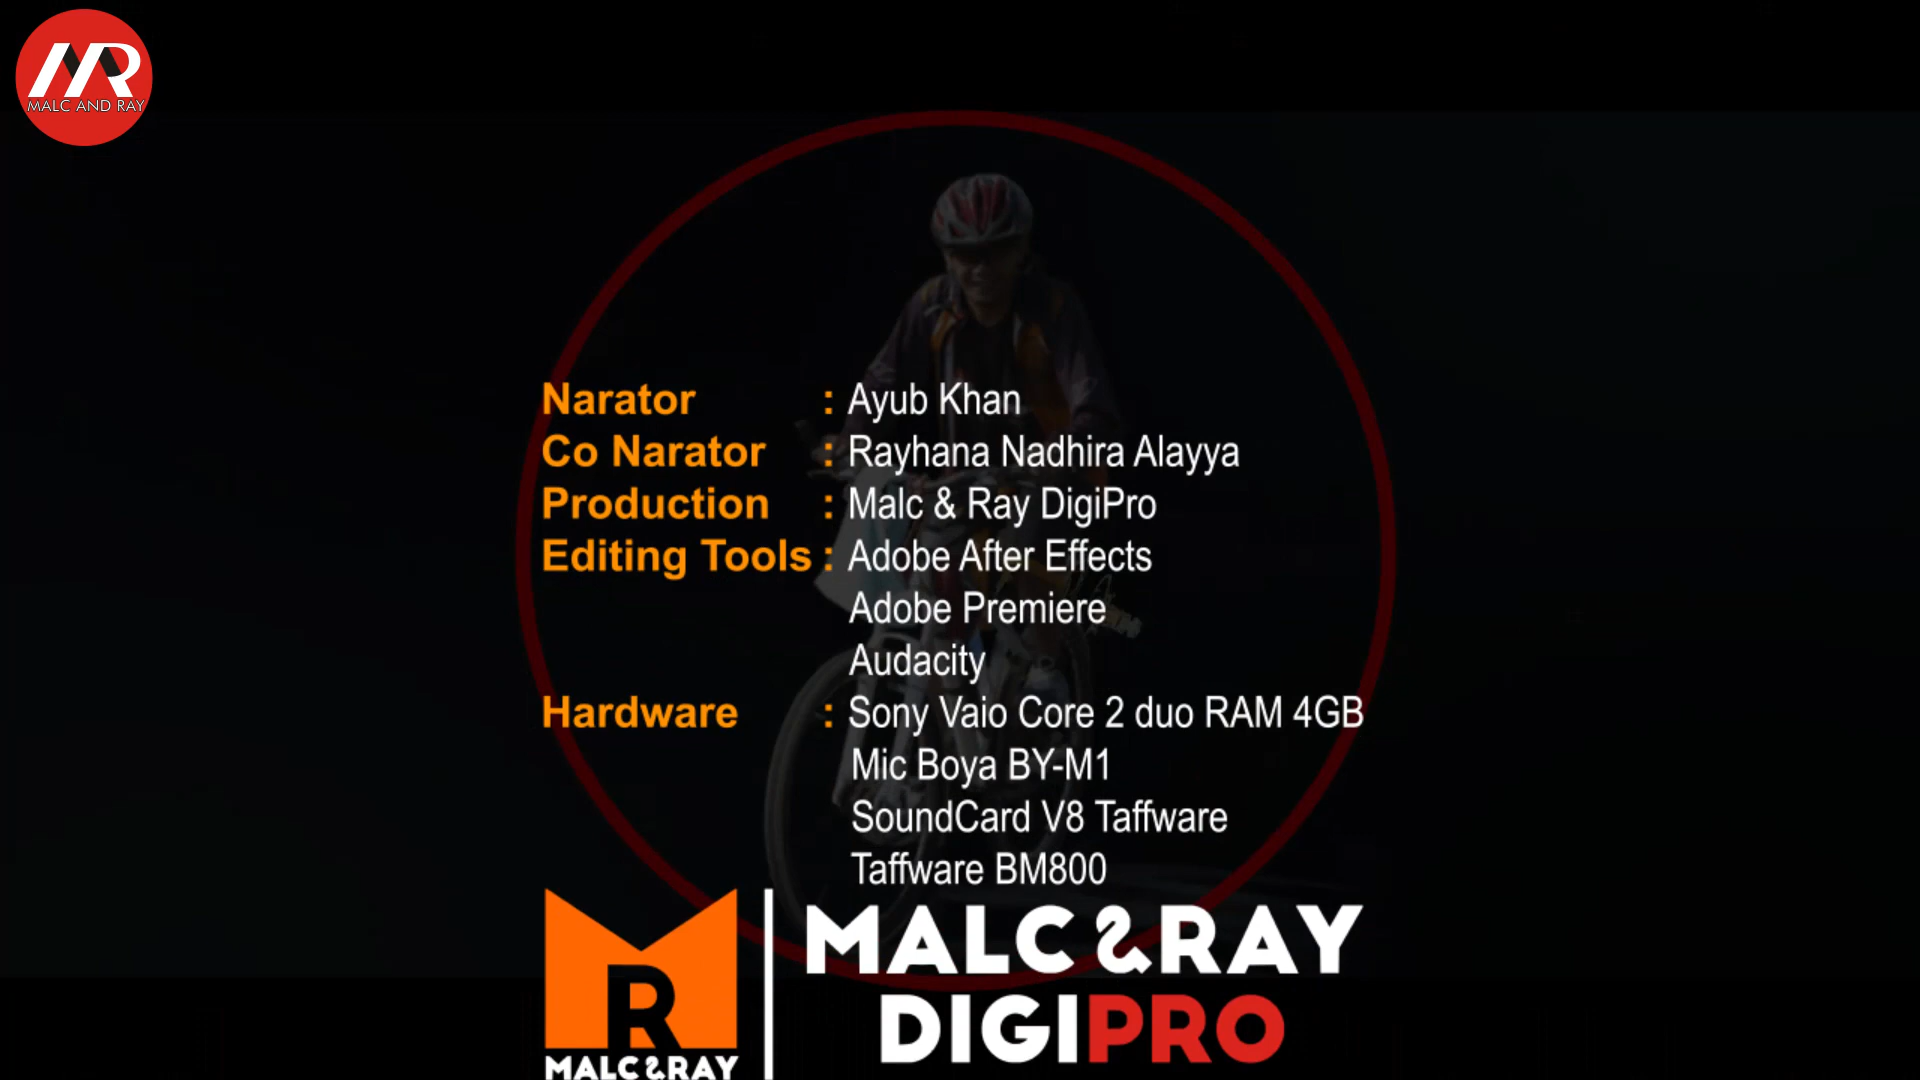 MR
MALC AND RAY
Narator : Ayub Khan
Co Narator : Rayhana Nadhira Alayya
Production : Malc & Ray DigiPro
Editing Tools : Adobe After Effects
Adobe Premiere
Audacity
Hardware : Sony Vaio Core 2 duo RAM 4GB
Mic Boya BY-M1
SoundCard V8 Taffware
Taffware BM800
R
MALC&RAY
MALC&RAY
DIGIPRO